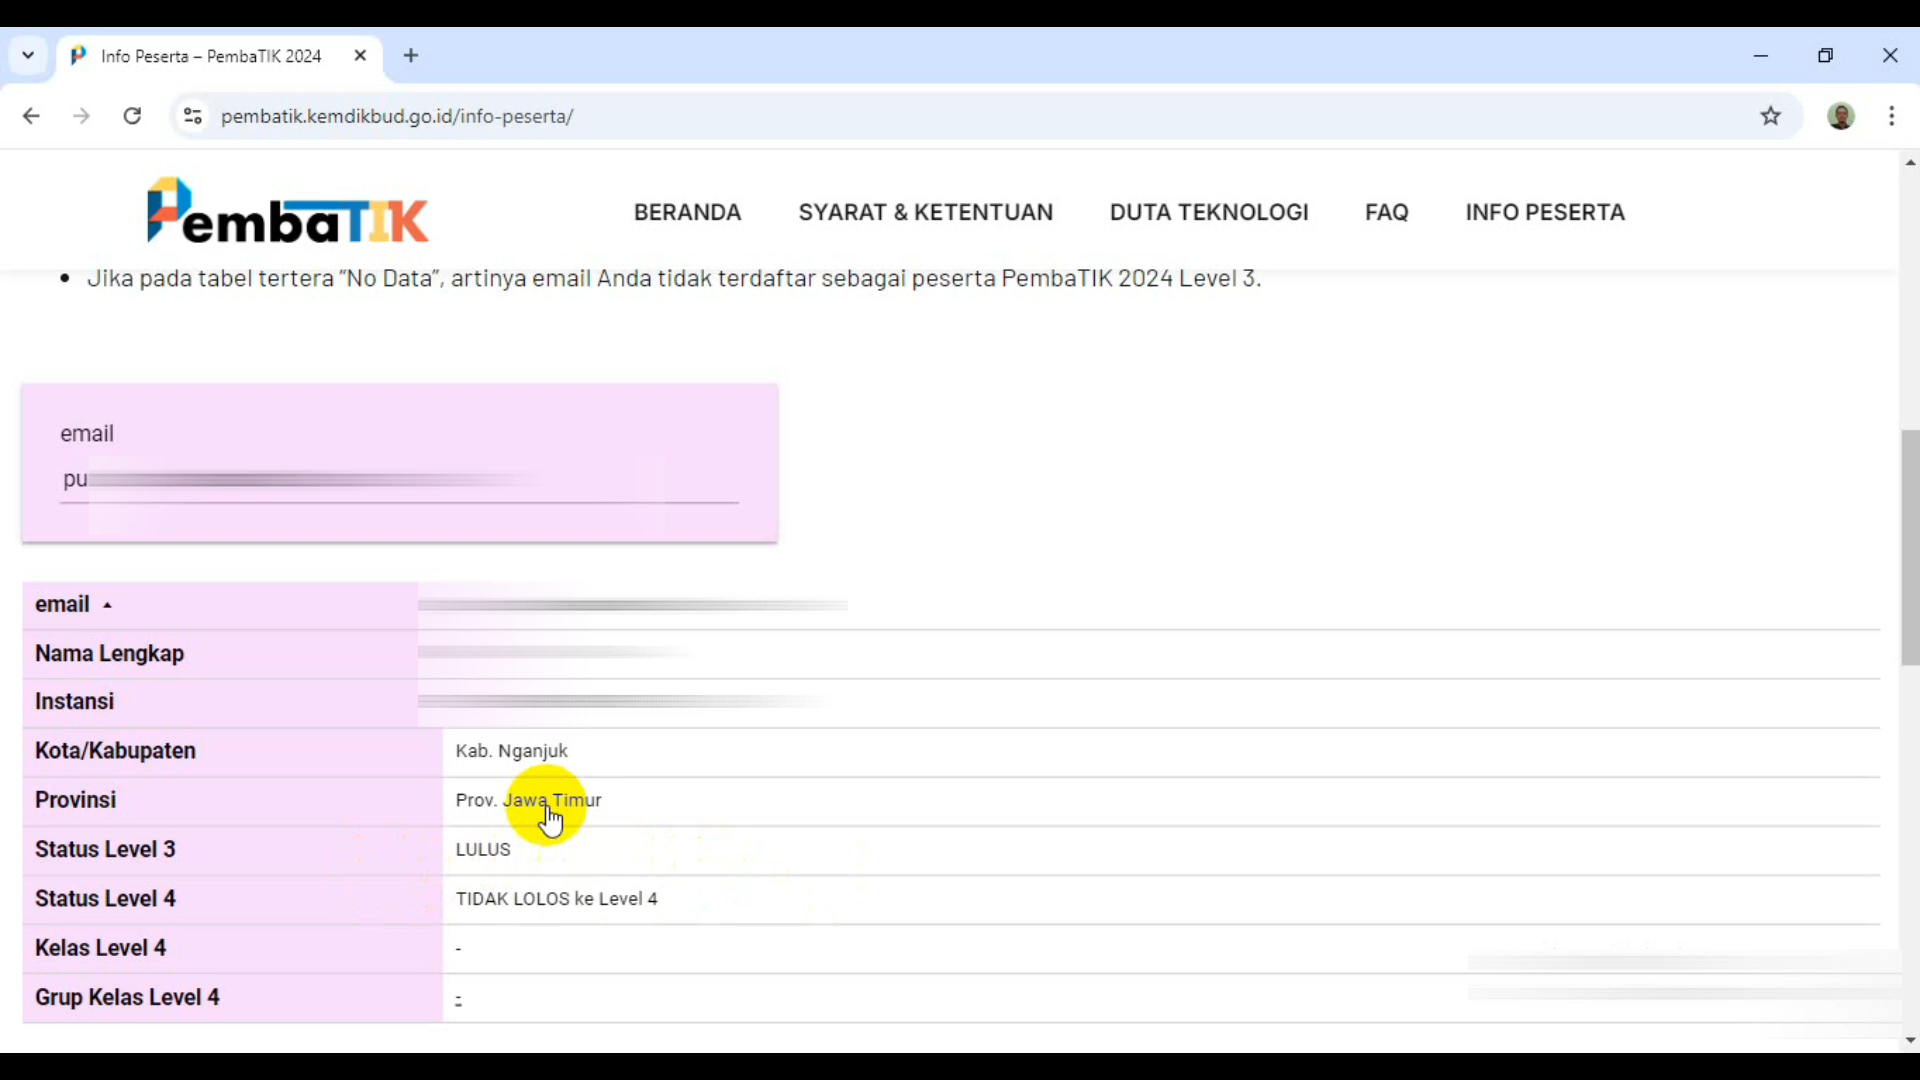 Info Peserta – PembaTIK 2024
pembatik.kemdikbud.go.id/info-peserta/
PembaTIK
BERANDA
SYARAT & KETENTUAN
DUTA TEKNOLOGI
FAQ
INFO PESERTA
• Jika pada tabel tertera “No Data”, artinya email Anda tidak terdaftar sebagai peserta PembaTIK 2024 Level 3.
email
pu
email
Nama Lengkap
Instansi
Kota/Kabupaten Kab. Nganjuk
Provinsi Prov. Jawa Timur
Status Level 3 LULUS
Status Level 4 TIDAK LOLOS ke Level 4
Kelas Level 4 -
Grup Kelas Level 4 -